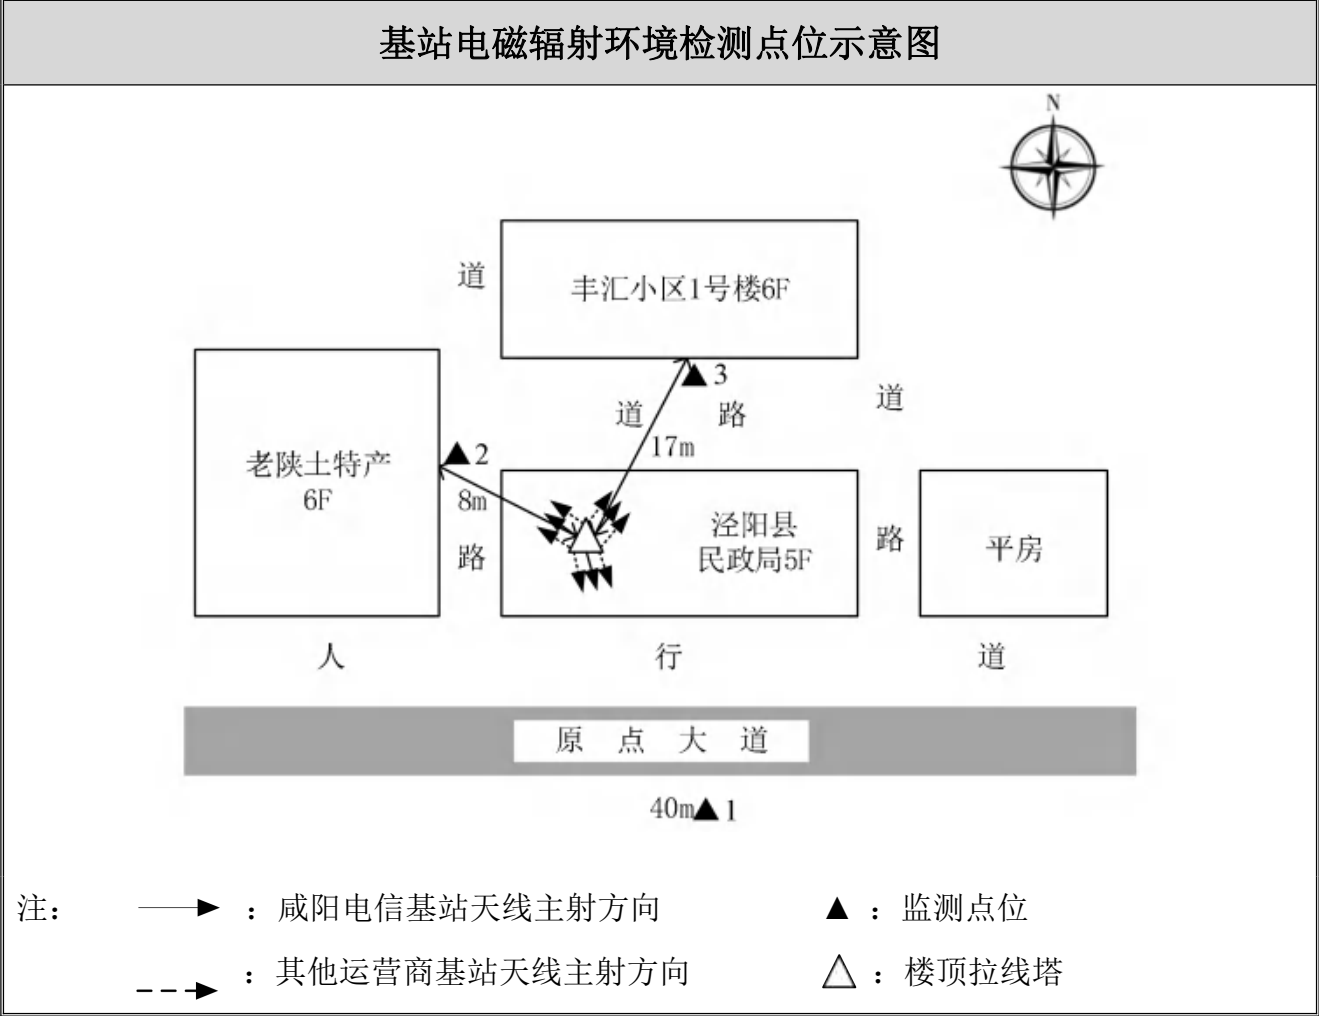 基站电磁辐射环境检测点位示意图
N
道
丰汇小区1号楼6F
3
道
道
路
17m
老陕土特产
6F
2
8m
路
泾阳县
民政局5F
路
平房
人
行
道
原点大道
40m
1
注：
：咸阳电信基站天线主射方向
：监测点位
：其他运营商基站天线主射方向
：楼顶拉线塔